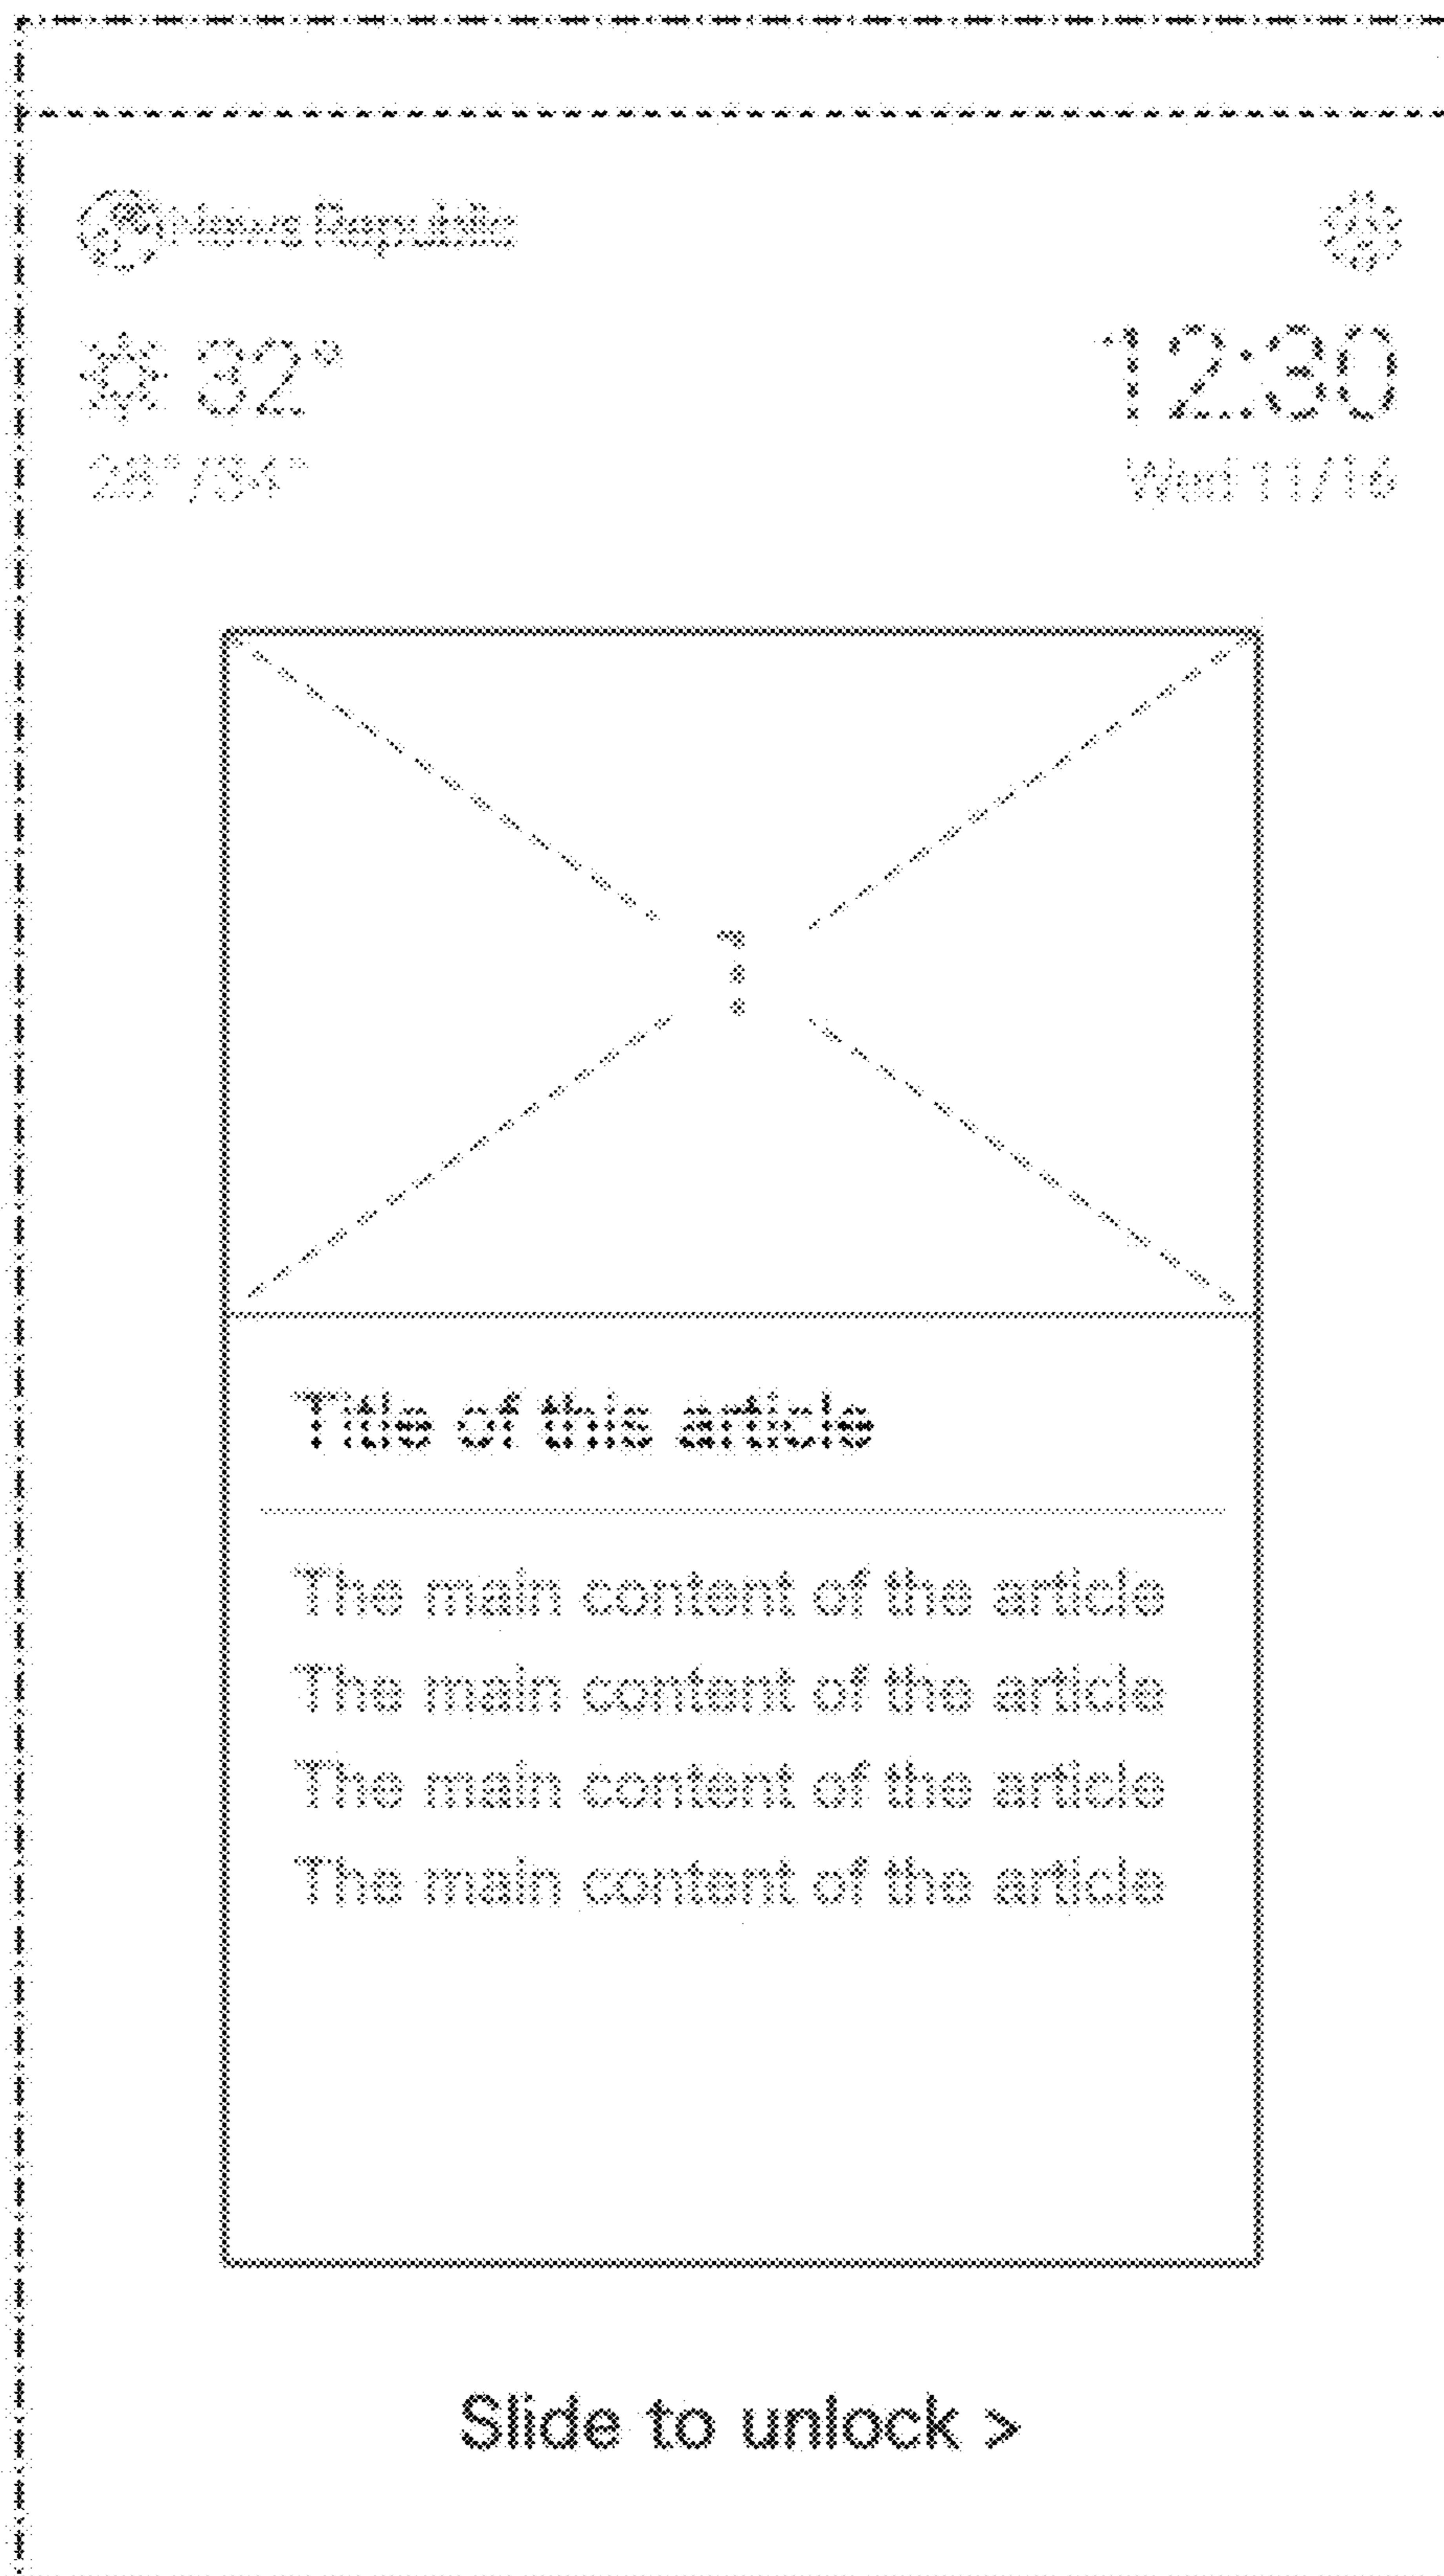 News Republic
32° 12:30
28°/34° Wed 11/16
1
Title of this article
The main content of the article
The main content of the article
The main content of the article
The main content of the article
Slide to unlock >